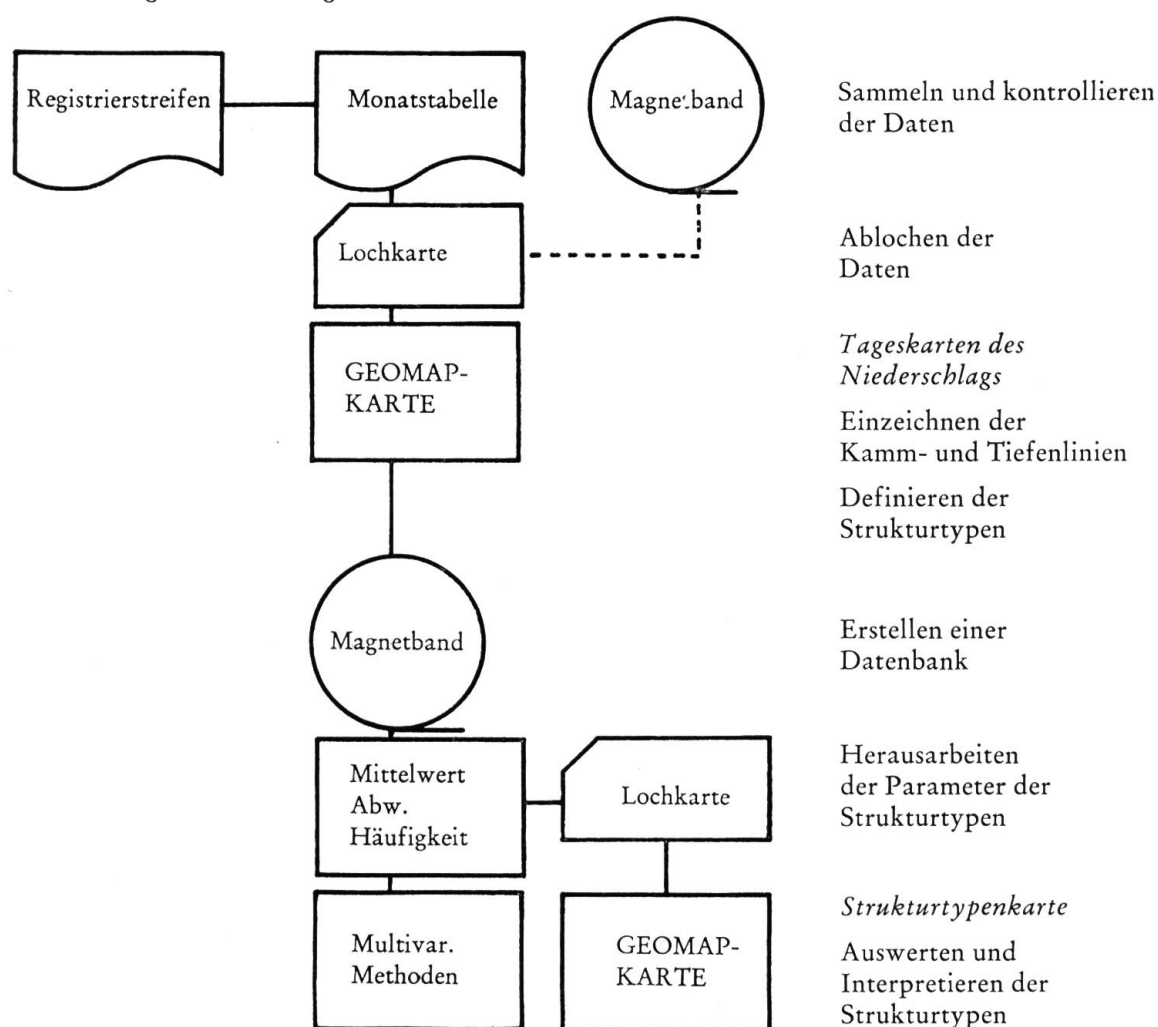 Registrierstreifen
Monatstabelle
Magne.band
Sammeln und kontrollieren
der Daten
Lochkarte
Ablochen der
Daten
GEOMAP-
KARTE
Tageskarten des
Niederschlags
Einzeichnen der
Kamm- und Tiefenlinien
Definieren der
Strukturtypen
Magnetband
Erstellen einer
Datenbank
Mittelwert
Abw.
Häufigkeit
Lochkarte
Herausarbeiten
der Parameter der
Strukturtypen
Multivar.
Methoden
GEOMAP-
KARTE
Strukturtypenkarte
Auswerten und
Interpretieren der
Strukturtypen